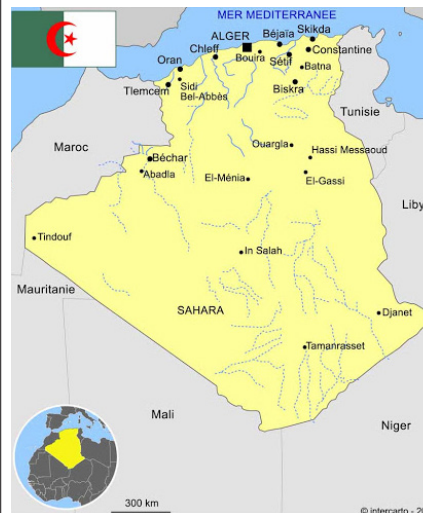 MER MEDITERRANEE
ALGER
Béjaïa
Skikda
Chleff
Constantine
Oran
Bouira
Sétif
Batna
Sidi
Bel-Abbès
Tlemcem
Biskra
Tunisie
Maroc
Ouargla
Hassi Messaoud
Béchar
Abadla
El-Ménia
El-Gassi
Liby
Tindouf
In Salah
Mauritanie
SAHARA
Djanet
Tamanrasset
Mali
Niger
300 km
© intercarto - 2